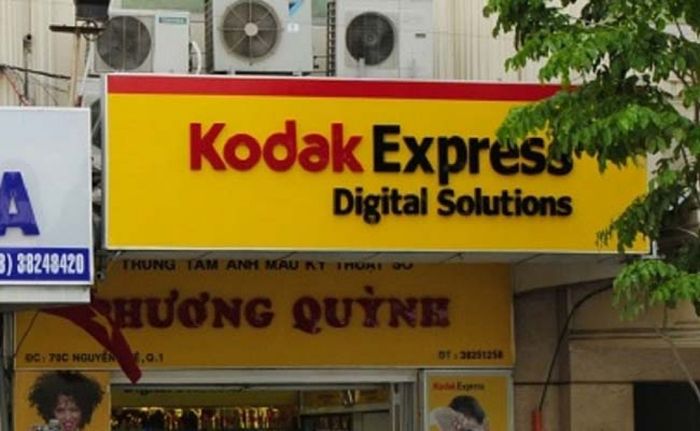 Kodak Express
Digital Solutions
A
38248420
TRUNG TÂM ẢNH MÀU KỸ THUẬT SỐ
PHƯƠNG QUỲNH
ĐC: 79C NGUYỄN HUỆ, Q.1
ĐT : 38251258
Kodak Express